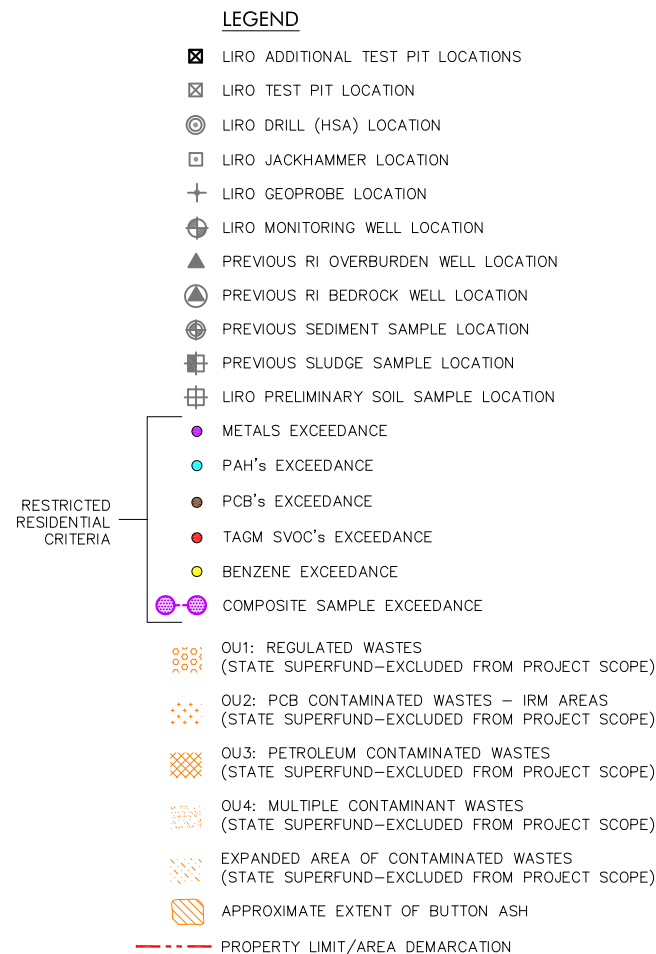 LEGEND
LIRO ADDITIONAL TEST PIT LOCATIONS
LIRO TEST PIT LOCATION
LIRO DRILL (HSA) LOCATION
LIRO JACKHAMMER LOCATION
LIRO GEOPROBE LOCATION
LIRO MONITORING WELL LOCATION
PREVIOUS RI OVERBURDEN WELL LOCATION
PREVIOUS RI BEDROCK WELL LOCATION
PREVIOUS SEDIMENT SAMPLE LOCATION
PREVIOUS SLUDGE SAMPLE LOCATION
LIRO PRELIMINARY SOIL SAMPLE LOCATION
RESTRICTED
RESIDENTIAL
CRITERIA
METALS EXCEEDANCE
PAH's EXCEEDANCE
PCB's EXCEEDANCE
TAGM SVOC's EXCEEDANCE
BENZENE EXCEEDANCE
COMPOSITE SAMPLE EXCEEDANCE
OU1: REGULATED WASTES
(STATE SUPERFUND-EXCLUDED FROM PROJECT SCOPE)
OU2: PCB CONTAMINATED WASTES - IRM AREAS
(STATE SUPERFUND-EXCLUDED FROM PROJECT SCOPE)
OU3: PETROLEUM CONTAMINATED WASTES
(STATE SUPERFUND-EXCLUDED FROM PROJECT SCOPE)
OU4: MULTIPLE CONTAMINANT WASTES
(STATE SUPERFUND-EXCLUDED FROM PROJECT SCOPE)
EXPANDED AREA OF CONTAMINATED WASTES
(STATE SUPERFUND-EXCLUDED FROM PROJECT SCOPE)
APPROXIMATE EXTENT OF BUTTON ASH
PROPERTY LIMIT/AREA DEMARCATION